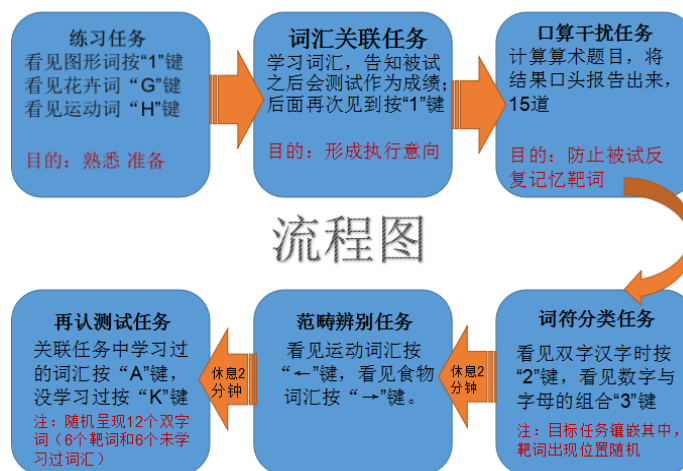 练习任务
看见图形词按“1”键
看见花卉词“G”键
看见运动词“H”键
目的：熟悉 准备
词汇关联任务
学习词汇，告知被试
之后会测试作为成绩；
后面再次见到按“1”键
目的：形成执行意向
口算干扰任务
计算算术题目，将
结果口头报告出来，
15道
目的：防止被试反
复记忆靶词
流程图
再认测试任务
关联任务中学习过
的词汇按“A”键，
没学习过按“K”键
注：随机呈现12个双字
词（6个靶词和6个未学
习过词汇）
休息2
分钟
范畴辨别任务
看见运动词汇按
“←”键，看见食物
词汇按“→”键。
休息2
分钟
词符分类任务
看见双字汉字时按
“2”键，看见数字与
字母的组合“3”键
注：目标任务镶嵌其中，
靶词出现位置随机